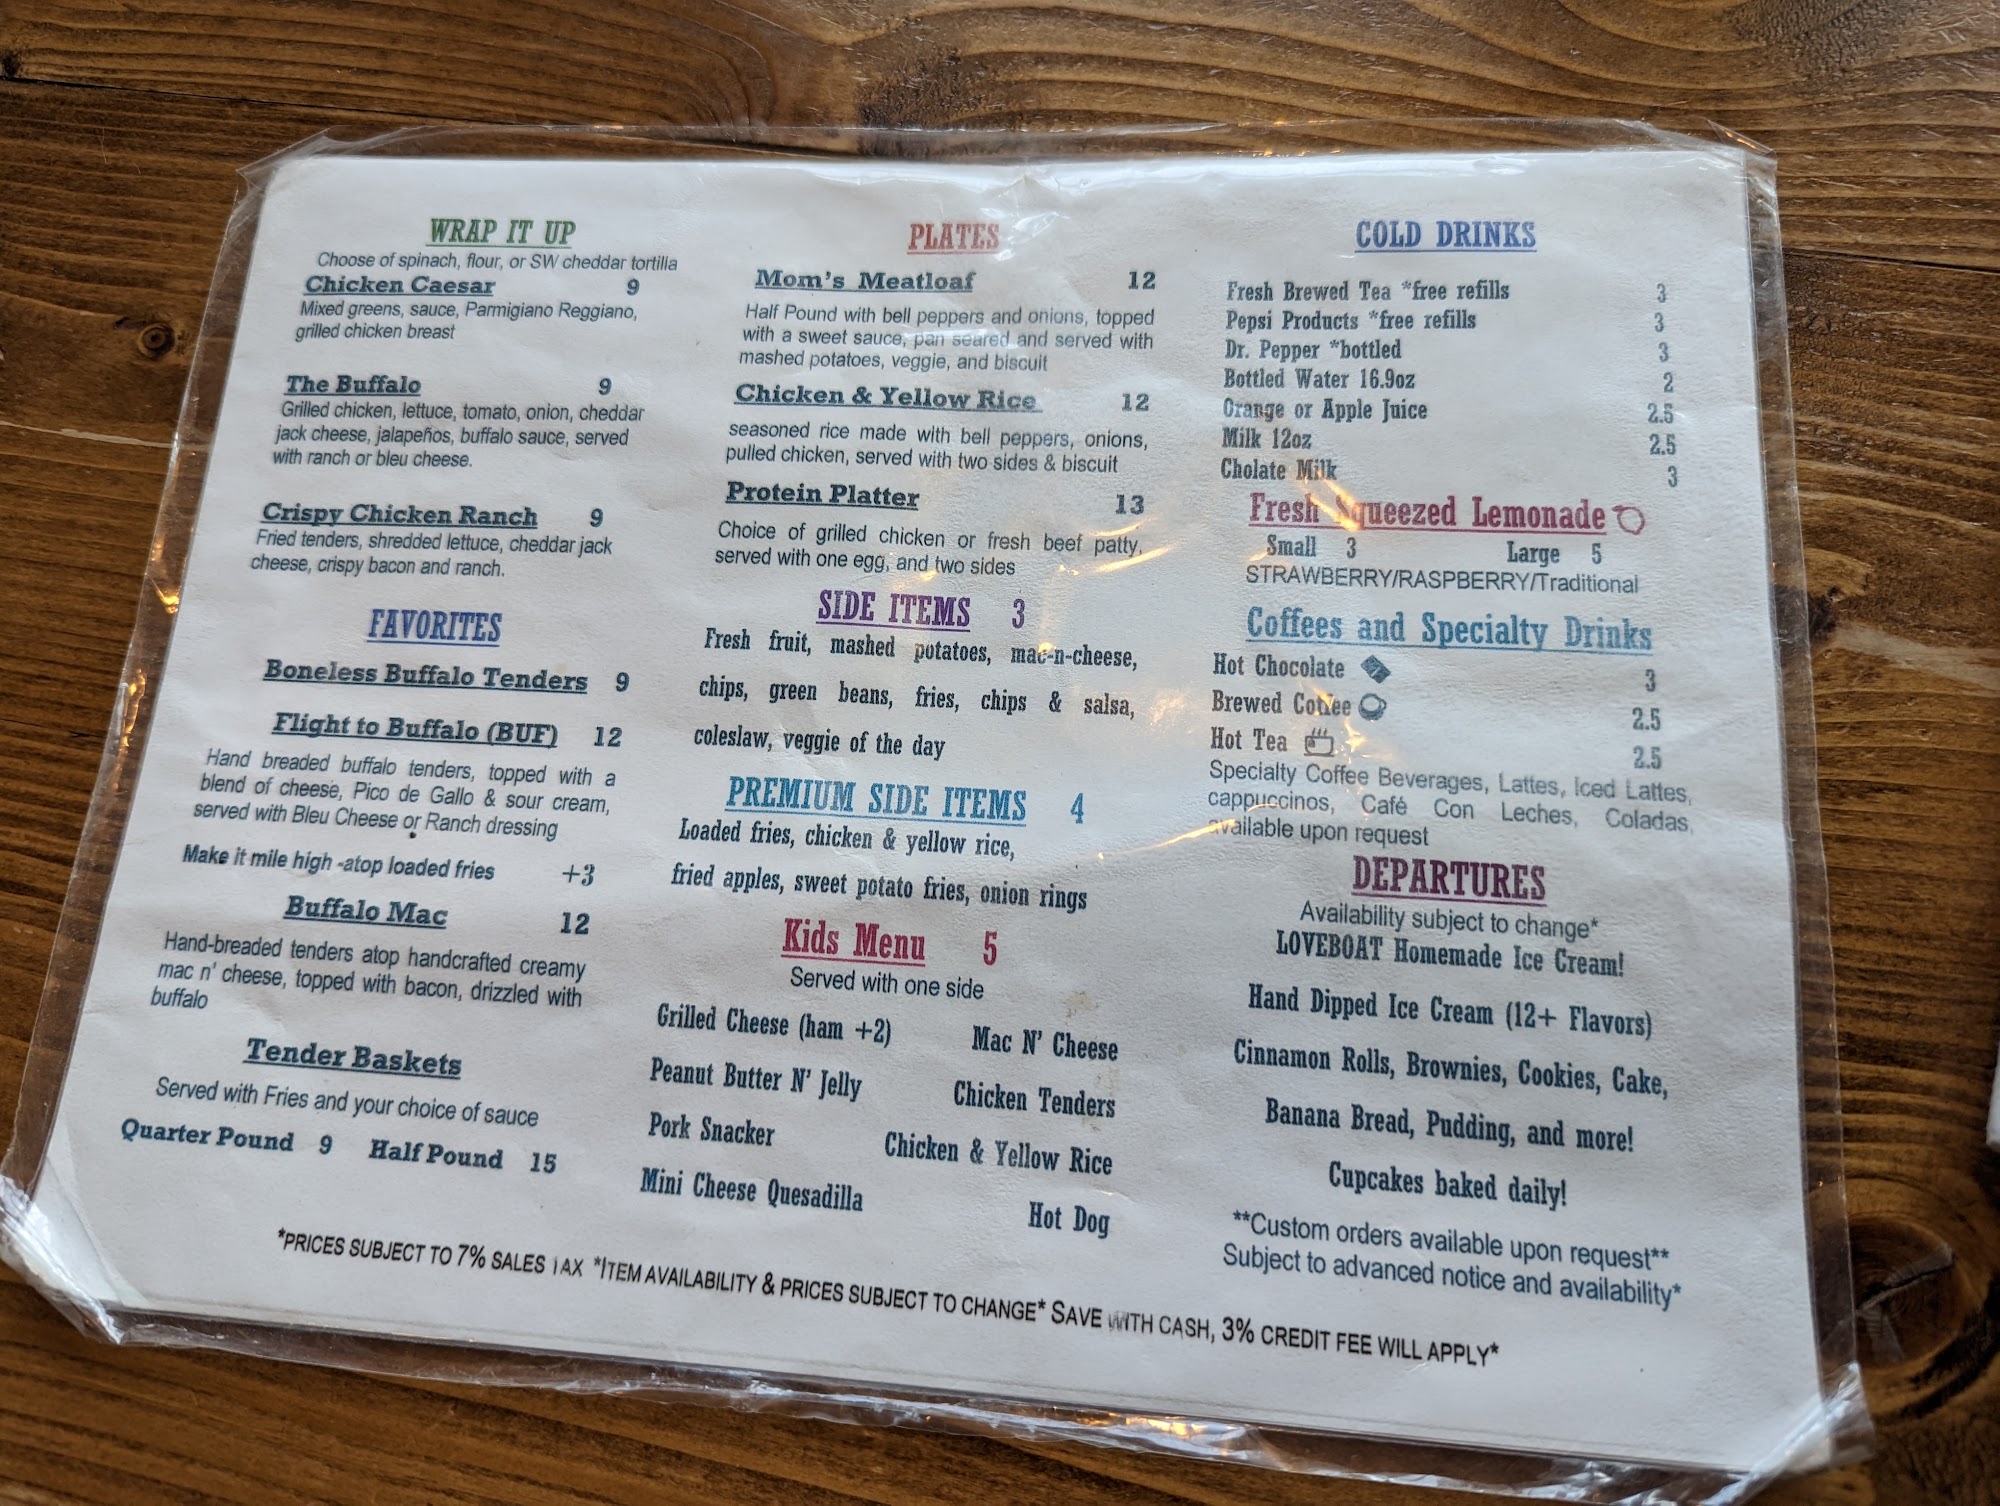 WRAP IT UP
Choose of spinach, flour, or SW cheddar tortilla
Chicken Caesar 9
Mixed greens, sauce, Parmigiano Reggiano,
grilled chicken breast
The Buffalo 9
Grilled chicken, lettuce, tomato, onion, cheddar
jack cheese, jalapeños, buffalo sauce, served
with ranch or bleu cheese.
Crispy Chicken Ranch 9
Fried tenders, shredded lettuce, cheddar jack
cheese, crispy bacon and ranch.
FAVORITES
Boneless Buffalo Tenders 9
Flight to Buffalo (BUF) 12
Hand breaded buffalo tenders, topped with a
blend of cheese, Pico de Gallo & sour cream,
served with Bleu Cheese or Ranch dressing
Make it mile high -atop loaded fries +3
Buffalo Mac 12
Hand-breaded tenders atop handcrafted creamy
mac n' cheese, topped with bacon, drizzled with
buffalo
Tender Baskets
Served with Fries and your choice of sauce
Quarter Pound 9 Half Pound 15
PLATES
Mom's Meatloaf 12
Half Pound with bell peppers and onions, topped
with a sweet sauce, pan seared and served with
mashed potatoes, veggie, and biscuit
Chicken & Yellow Rice 12
seasoned rice made with bell peppers, onions,
pulled chicken, served with two sides & biscuit
Protein Platter 13
Choice of grilled chicken or fresh beef patty,
served with one egg, and two sides
SIDE ITEMS 3
Fresh fruit, mashed potatoes, mac-n-cheese,
chips, green beans, fries, chips & salsa,
coleslaw, veggie of the day
PREMIUM SIDE ITEMS 4
Loaded fries, chicken & yellow rice,
fried apples, sweet potato fries, onion rings
Kids Menu 5
Served with one side
Grilled Cheese (ham +2) Mac N' Cheese
Peanut Butter N' Jelly Chicken Tenders
Pork Snacker Chicken & Yellow Rice
Mini Cheese Quesadilla Hot Dog
COLD DRINKS
Fresh Brewed Tea *free refills 3
Pepsi Products *free refills 3
Dr. Pepper *bottled 3
Bottled Water 16.9oz 2
Orange or Apple Juice 2.5
Milk 12oz 2.5
Cholate Milk 3
Fresh Squeezed Lemonade
Small 3 Large 5
STRAWBERRY/RASPBERRY/Traditional
Coffees and Specialty Drinks
Hot Chocolate 3
Brewed Coffee 2.5
Hot Tea 2.5
Specialty Coffee Beverages, Lattes, Iced Lattes,
cappuccinos, Café Con Leches, Coladas,
available upon request
DEPARTURES
Availability subject to change*
LOVEBOAT Homemade Ice Cream!
Hand Dipped Ice Cream (12+ Flavors)
Cinnamon Rolls, Brownies, Cookies, Cake,
Banana Bread, Pudding, and more!
Cupcakes baked daily!
**Custom orders available upon request**
Subject to advanced notice and availability*
*PRICES SUBJECT TO 7% SALES TAX *ITEM AVAILABILITY & PRICES SUBJECT TO CHANGE* SAVE WITH CASH, 3% CREDIT FEE WILL APPLY*